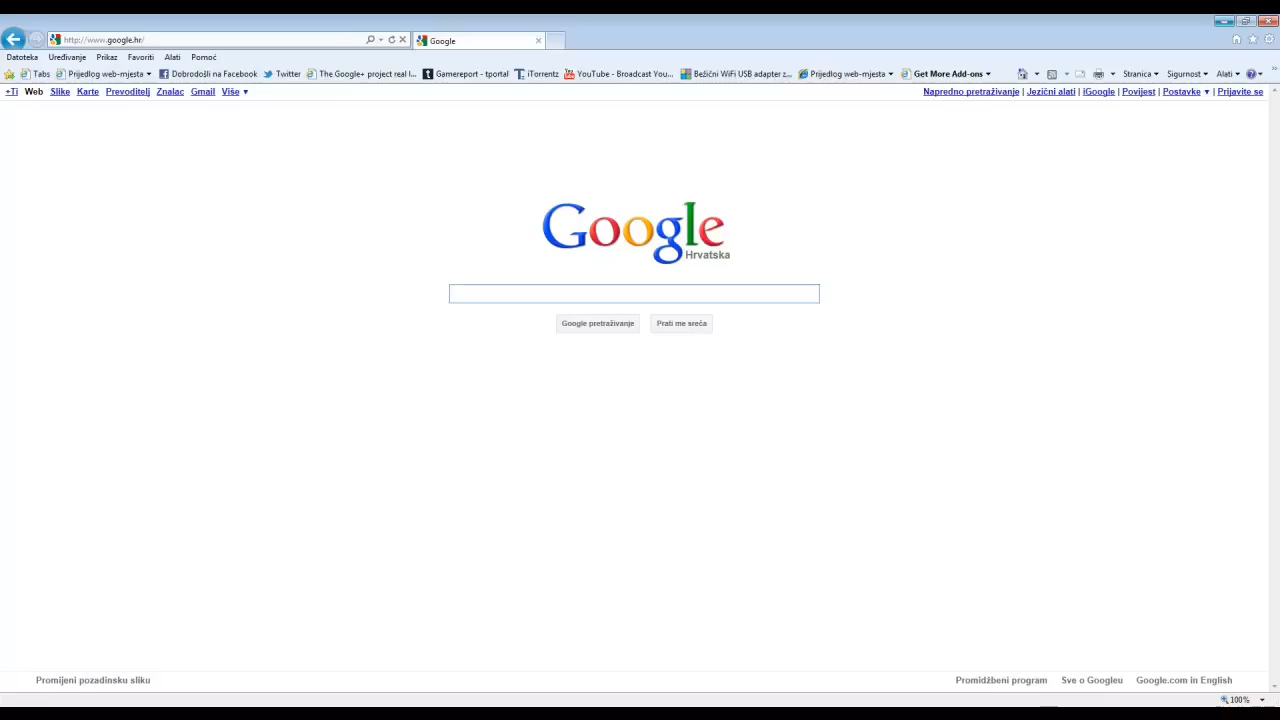 http://www.google.hr/ Google
Datoteka Uređivanje Prikaz Favoriti Alati Pomoć
Tabs Prijedlog web-mjesta Dobrodošli na Facebook Twitter The Google+ project real l... Gamereport - tportal iTorrentz YouTube - Broadcast You... Bežični WiFi USB adapter z... Prijedlog web-mjesta Get More Add-ons Stranica Sigurnost Alati
+Ti Web Slike Karte Prevoditelj Znalac Gmail Više ▼ Napredno pretraživanje | Jezični alati | iGoogle | Povijest | Postavke ▼ | Prijavite se
Google
Hrvatska
Google pretraživanje Prati me sreća
Promijeni pozadinsku sliku Promidžbeni program Sve o Googleu Google.com in English
100%